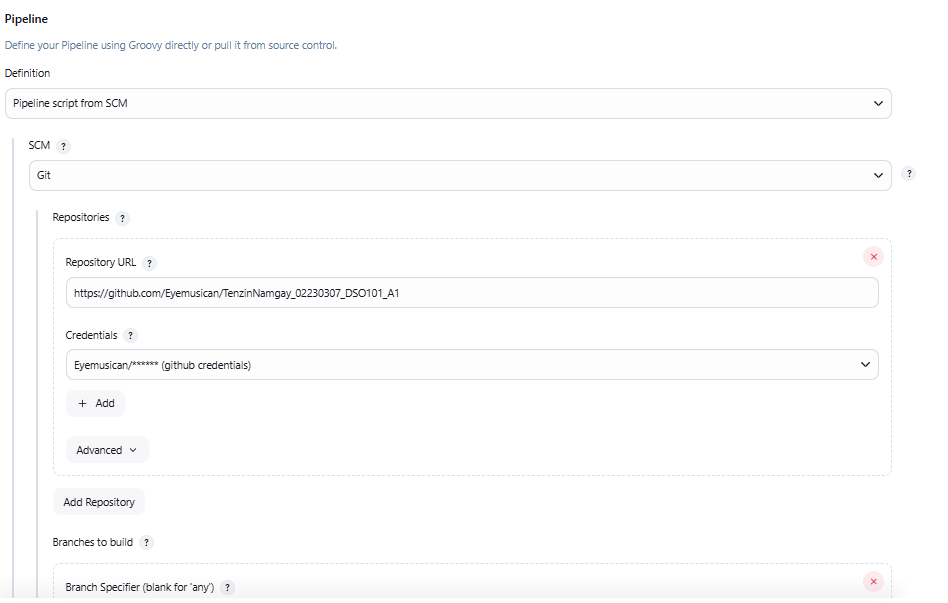 Pipeline
Define your Pipeline using Groovy directly or pull it from source control.
Definition
Pipeline script from SCM
SCM ?
Git
?
Repositories ?
Repository URL ?
https://github.com/Eyemusican/TenzinNamgay_02230307_DSO101_A1
Credentials ?
Eyemusican/****** (github credentials)
+ Add
Advanced
Add Repository
Branches to build ?
Branch Specifier (blank for 'any') ?